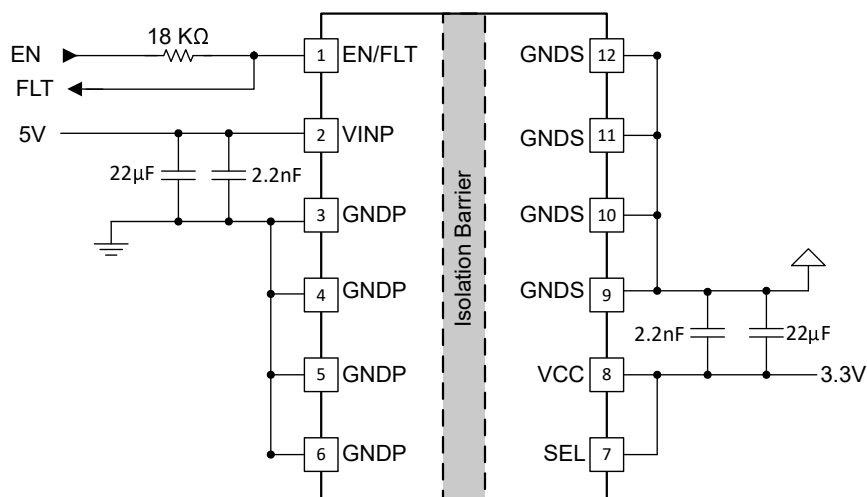 18 KΩ
EN
1
EN/FLT
GNDS
12
FLT
5V
2
VINP
GNDS
11
22µF
2.2nF
3
GNDP
GNDS
10
Isolation Barrier
4
GNDP
GNDS
9
2.2nF
22µF
5
GNDP
VCC
8
3.3V
6
GNDP
SEL
7